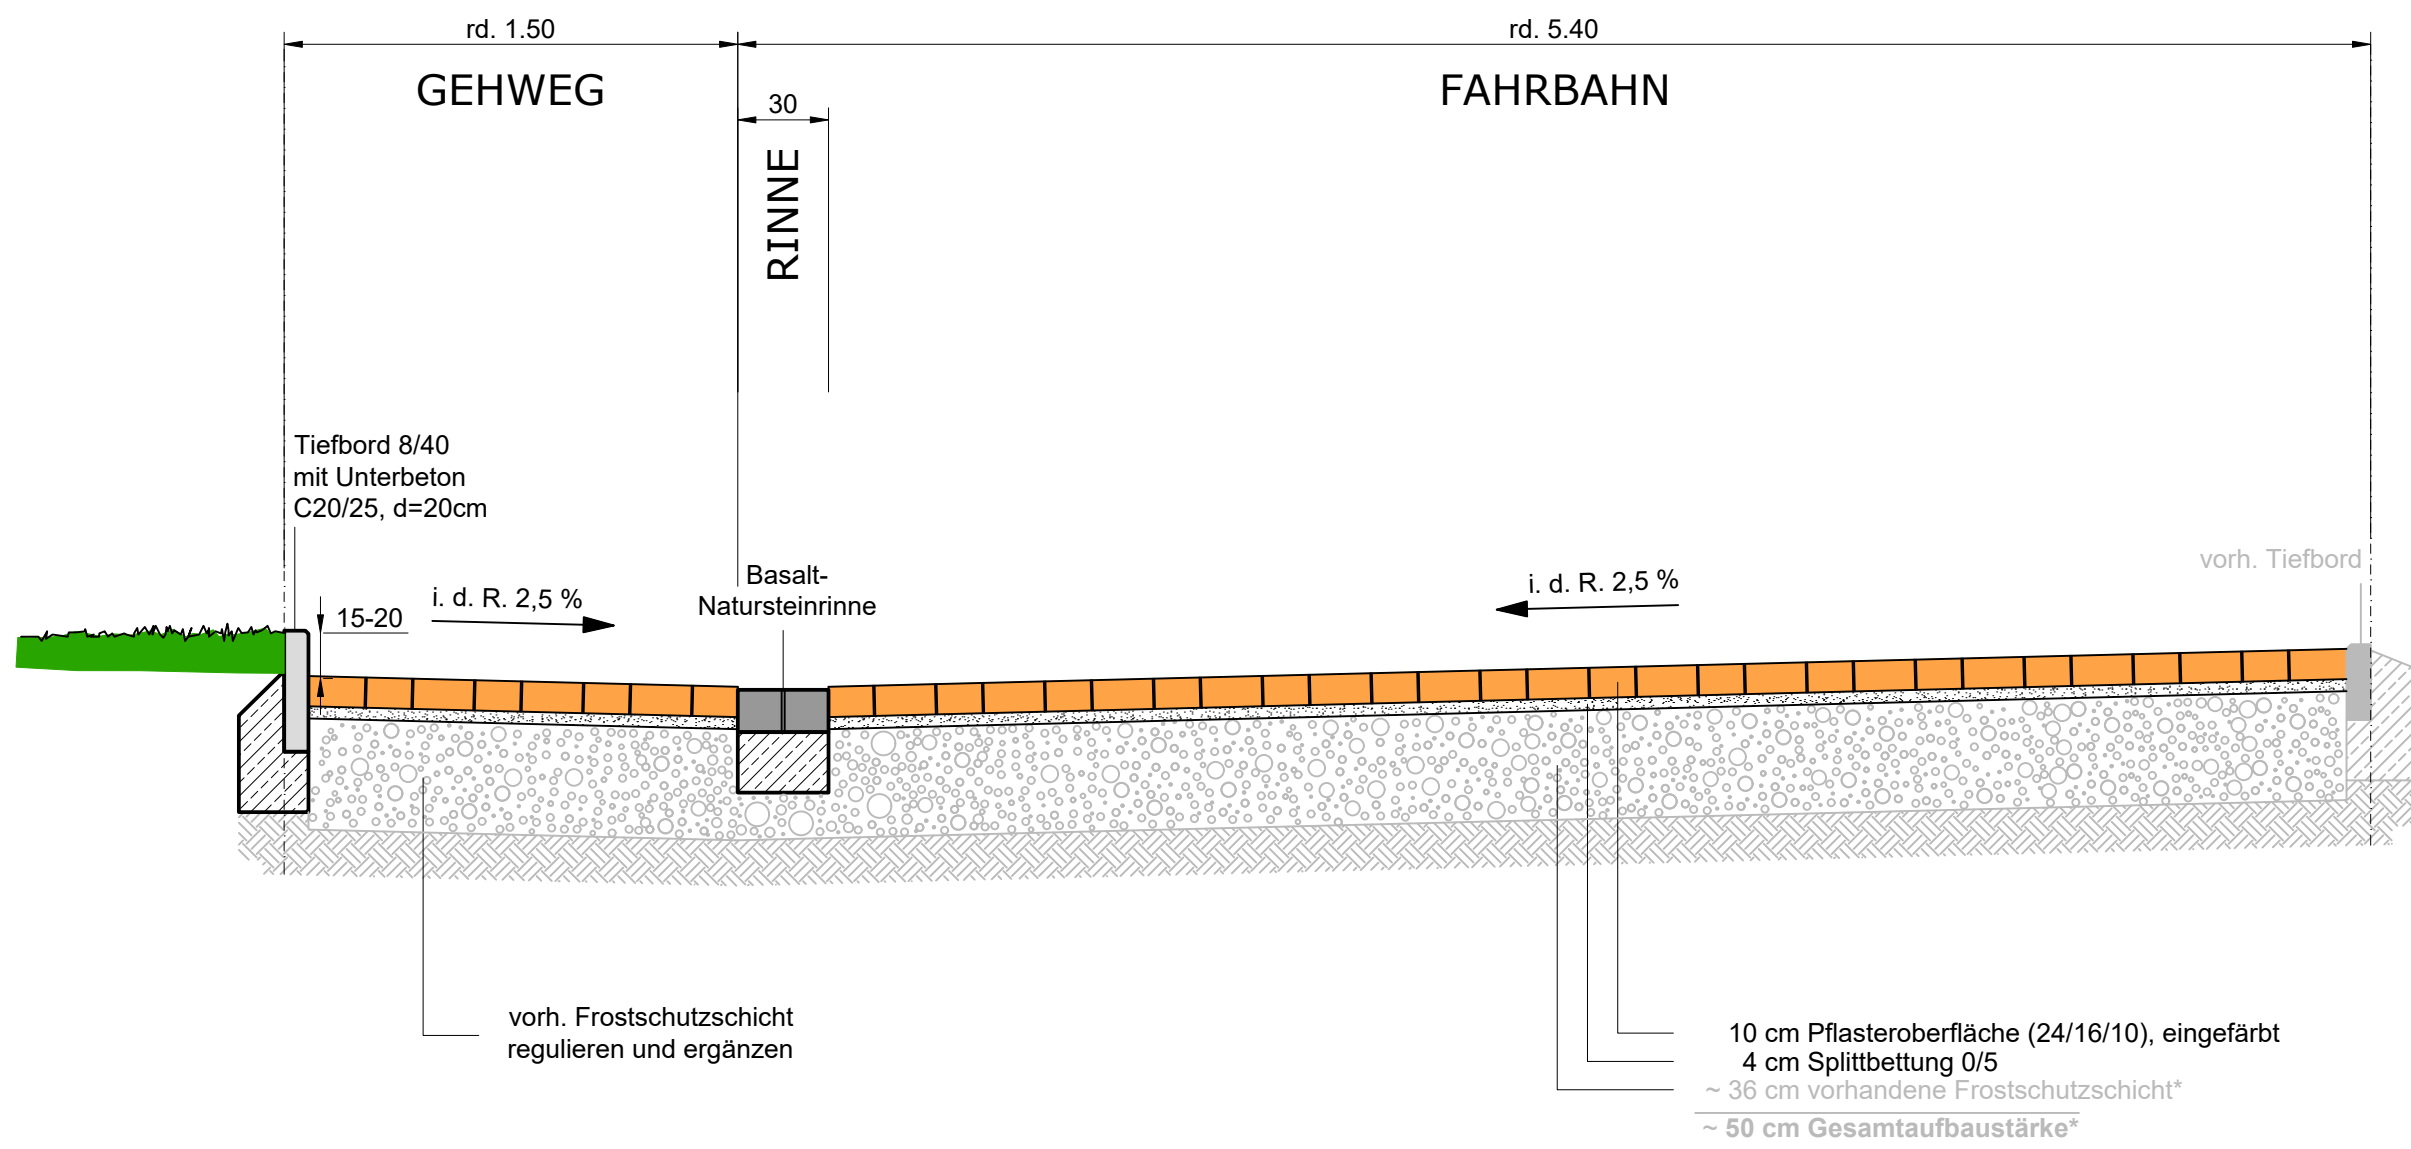 rd. 1.50
rd. 5.40
GEHWEG
FAHRBAHN
30
RINNE
Tiefbord 8/40
mit Unterbeton
C20/25, d=20cm
15-20
i. d. R. 2,5 %
Basalt-
Natursteinrinne
i. d. R. 2,5 %
vorh. Tiefbord
vorh. Frostschutzschicht
regulieren und ergänzen
10 cm Pflasteroberfläche (24/16/10), eingefärbt
4 cm Splittbettung 0/5
~ 36 cm vorhandene Frostschutzschicht*
~ 50 cm Gesamtaufbaustärke*